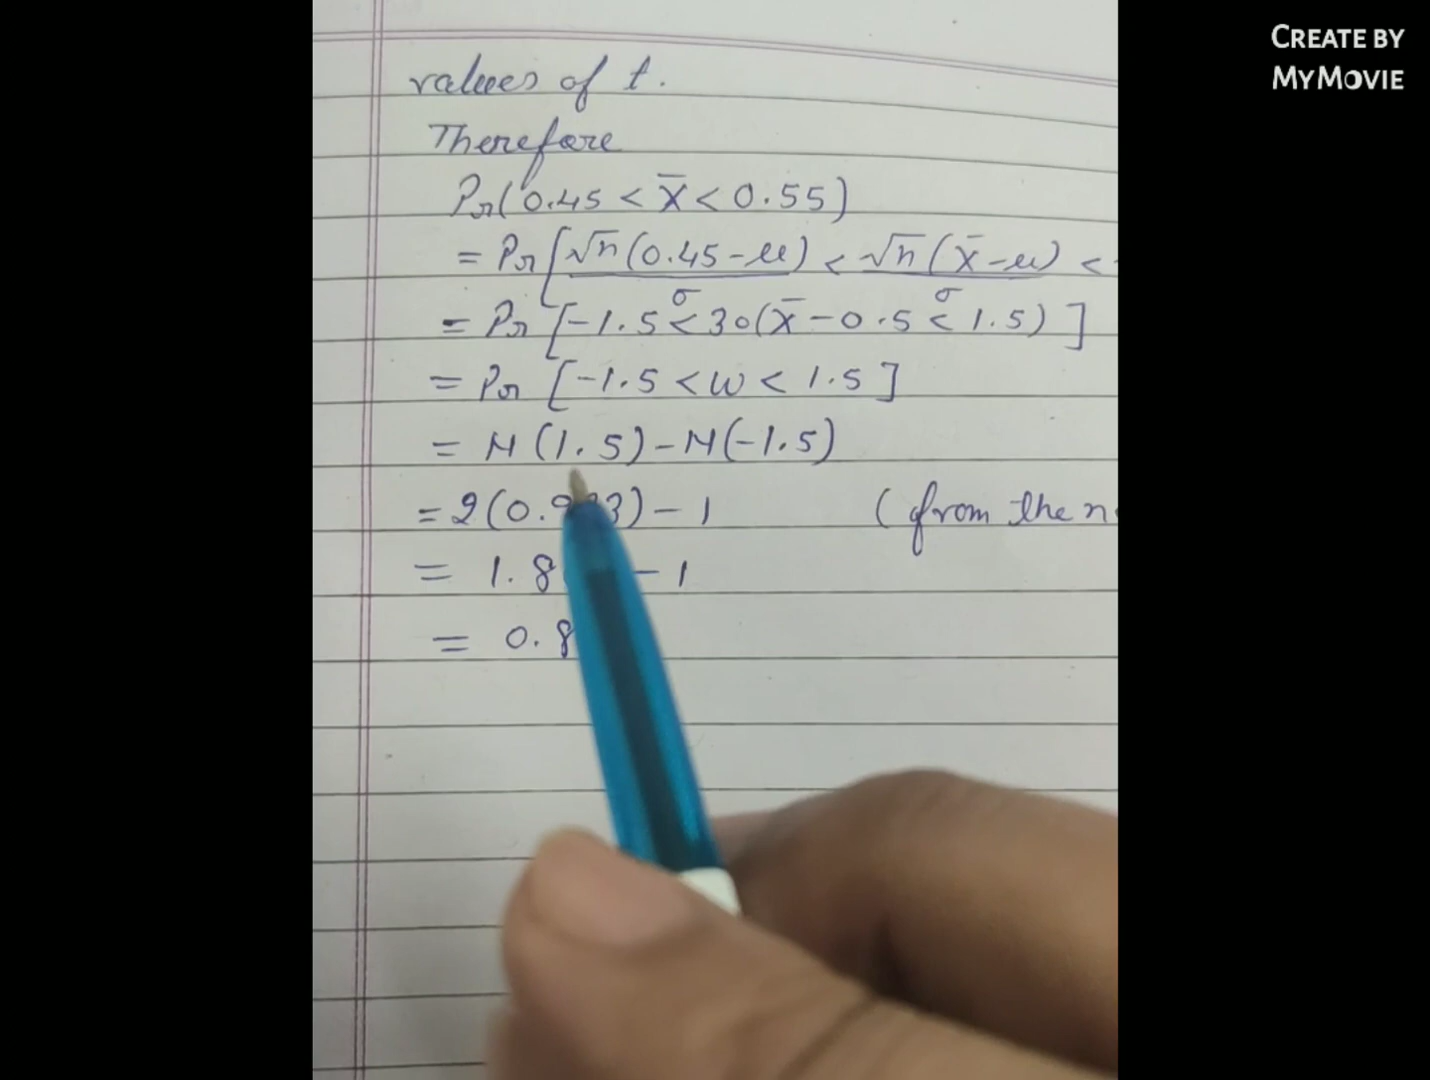 values of t.
Therefore
Pr(0.45 < X̄ < 0.55)
= Pr[√n(0.45-μ)/σ < √n(X̄-μ)/σ <
= Pr[-1.5 < 30(X̄-0.5 < 1.5)]
= Pr [-1.5 < W < 1.5]
= N(1.5)-N(-1.5)
= 2(0.933)-1 (from the
= 1.8 -1
= 0.8
CREATE BY
MYMOVIE